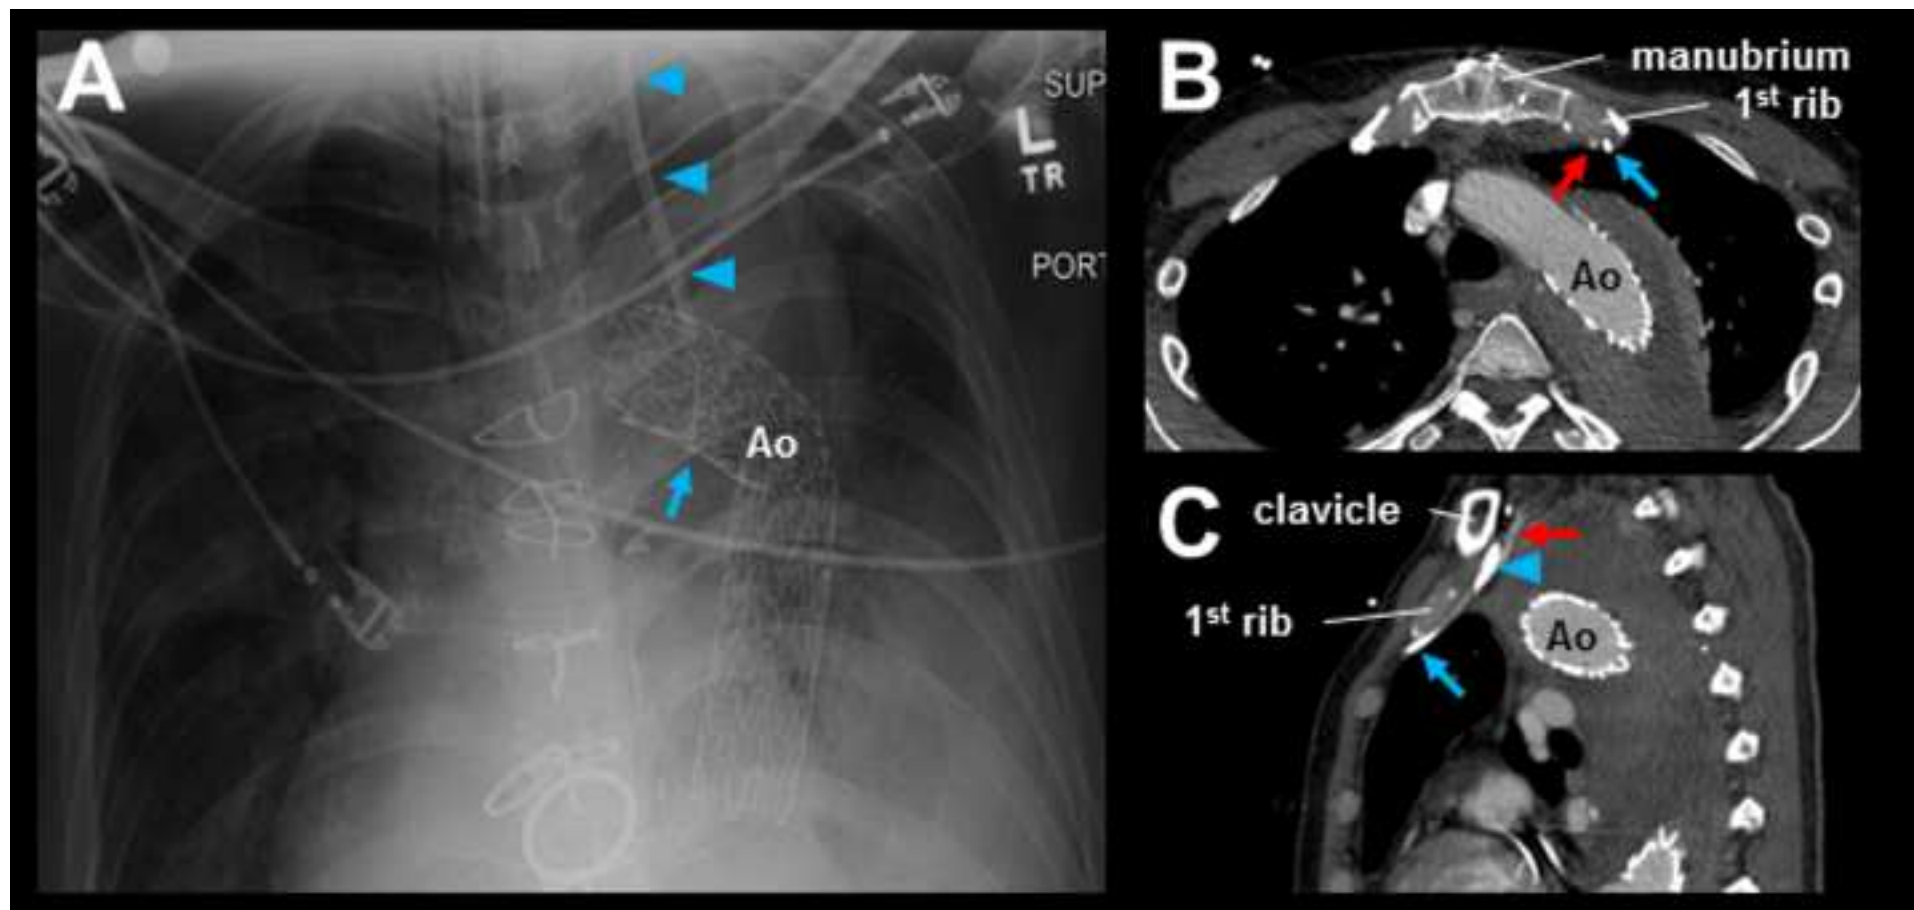 A
SUP
L
TR
PORT
Ao
B
manubrium
1st rib
Ao
C
clavicle
1st rib
Ao